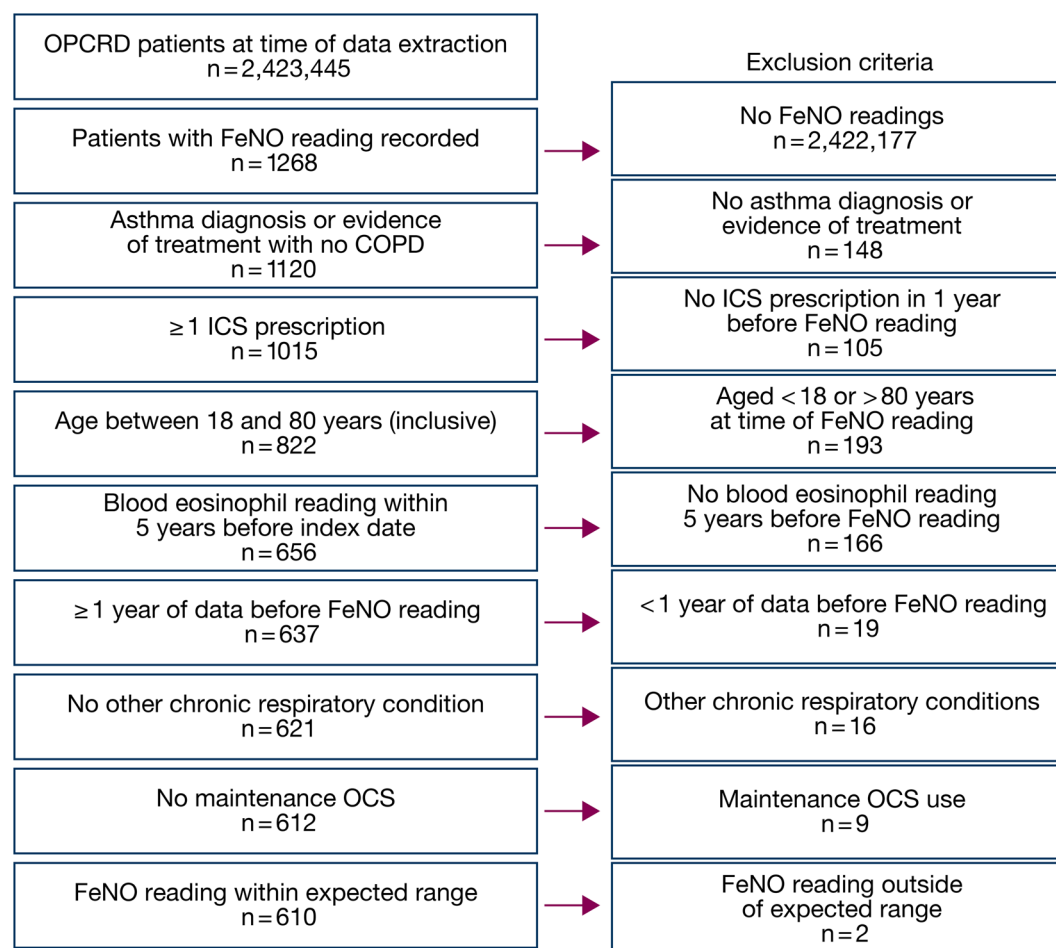 OPCRD patients at time of data extraction
n=2,423,445
Exclusion criteria
Patients with FeNO reading recorded
n=1268
No FeNO readings
n=2,422,177
Asthma diagnosis or evidence
of treatment with no COPD
n=1120
No asthma diagnosis or
evidence of treatment
n=148
≥1 ICS prescription
n=1015
No ICS prescription in 1 year
before FeNO reading
n=105
Age between 18 and 80 years (inclusive)
n=822
Aged <18 or >80 years
at time of FeNO reading
n=193
Blood eosinophil reading within
5 years before index date
n=656
No blood eosinophil reading
5 years before FeNO reading
n=166
≥1 year of data before FeNO reading
n=637
<1 year of data before FeNO reading
n=19
No other chronic respiratory condition
n=621
Other chronic respiratory conditions
n=16
No maintenance OCS
n=612
Maintenance OCS use
n=9
FeNO reading within expected range
n=610
FeNO reading outside
of expected range
n=2